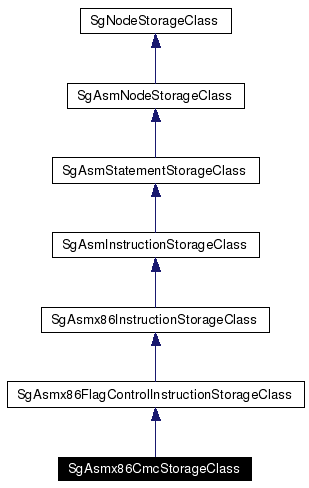 SgNodeStorageClass
SgAsmNodeStorageClass
SgAsmStatementStorageClass
SgAsmInstructionStorageClass
SgAsmx86InstructionStorageClass
SgAsmx86FlagControlInstructionStorageClass
SgAsmx86CmcStorageClass